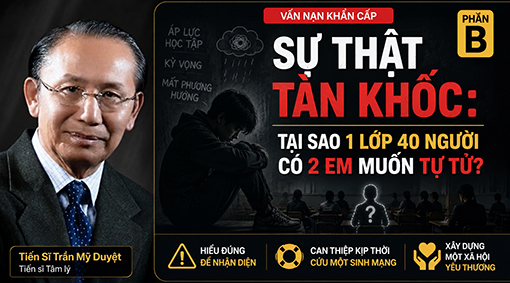 VẤN NẠN KHẨN CẤP
PHẦN
B
ÁP LỰC
HỌC TẬP
KỲ VỌNG
MẤT PHƯƠNG
HƯỚNG
SỰ THẬT
TÀN KHỐC:
TẠI SAO 1 LỚP 40 NGƯỜI
CÓ 2 EM MUỐN TỰ TỬ?
?
Tiến Sĩ Trần Mỹ Duyệt
Tiến sĩ Tâm lý
HIỂU ĐÚNG
ĐỂ NHẬN DIỆN
CAN THIỆP KỊP THỜI
CỨU MỘT SINH MẠNG
XÂY DỰNG
MỘT XÃ HỘI
YÊU THƯƠNG